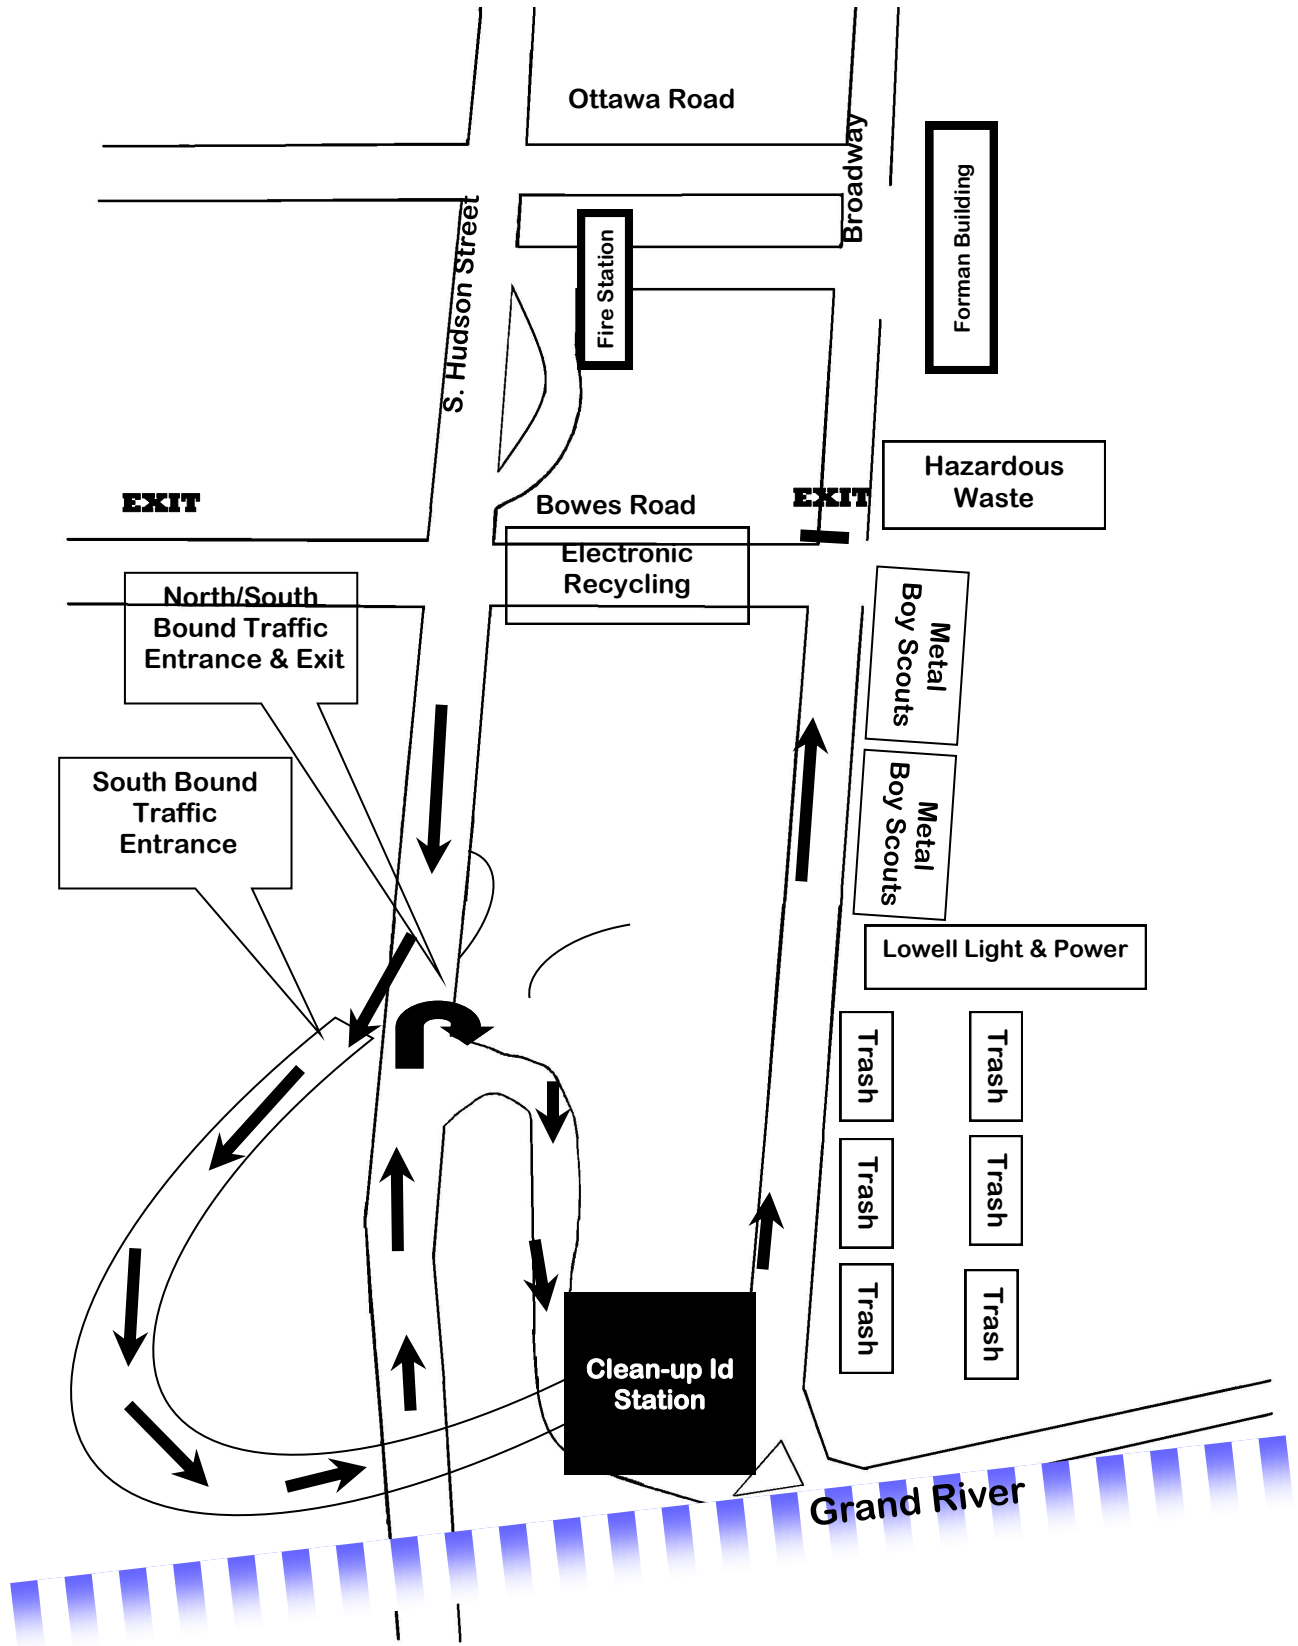 Ottawa Road
Broadway
Forman Building
S. Hudson Street
Fire Station
Hazardous
Waste
EXIT
EXIT
Bowes Road
Electronic
Recycling
North/South
Bound Traffic
Entrance & Exit
Metal
Boy Scouts
South Bound
Traffic
Entrance
Metal
Boy Scouts
Lowell Light & Power
Trash
Trash
Trash
Trash
Trash
Trash
Clean-up Id
Station
Grand River